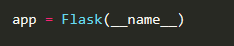 app = Flask(__name__)